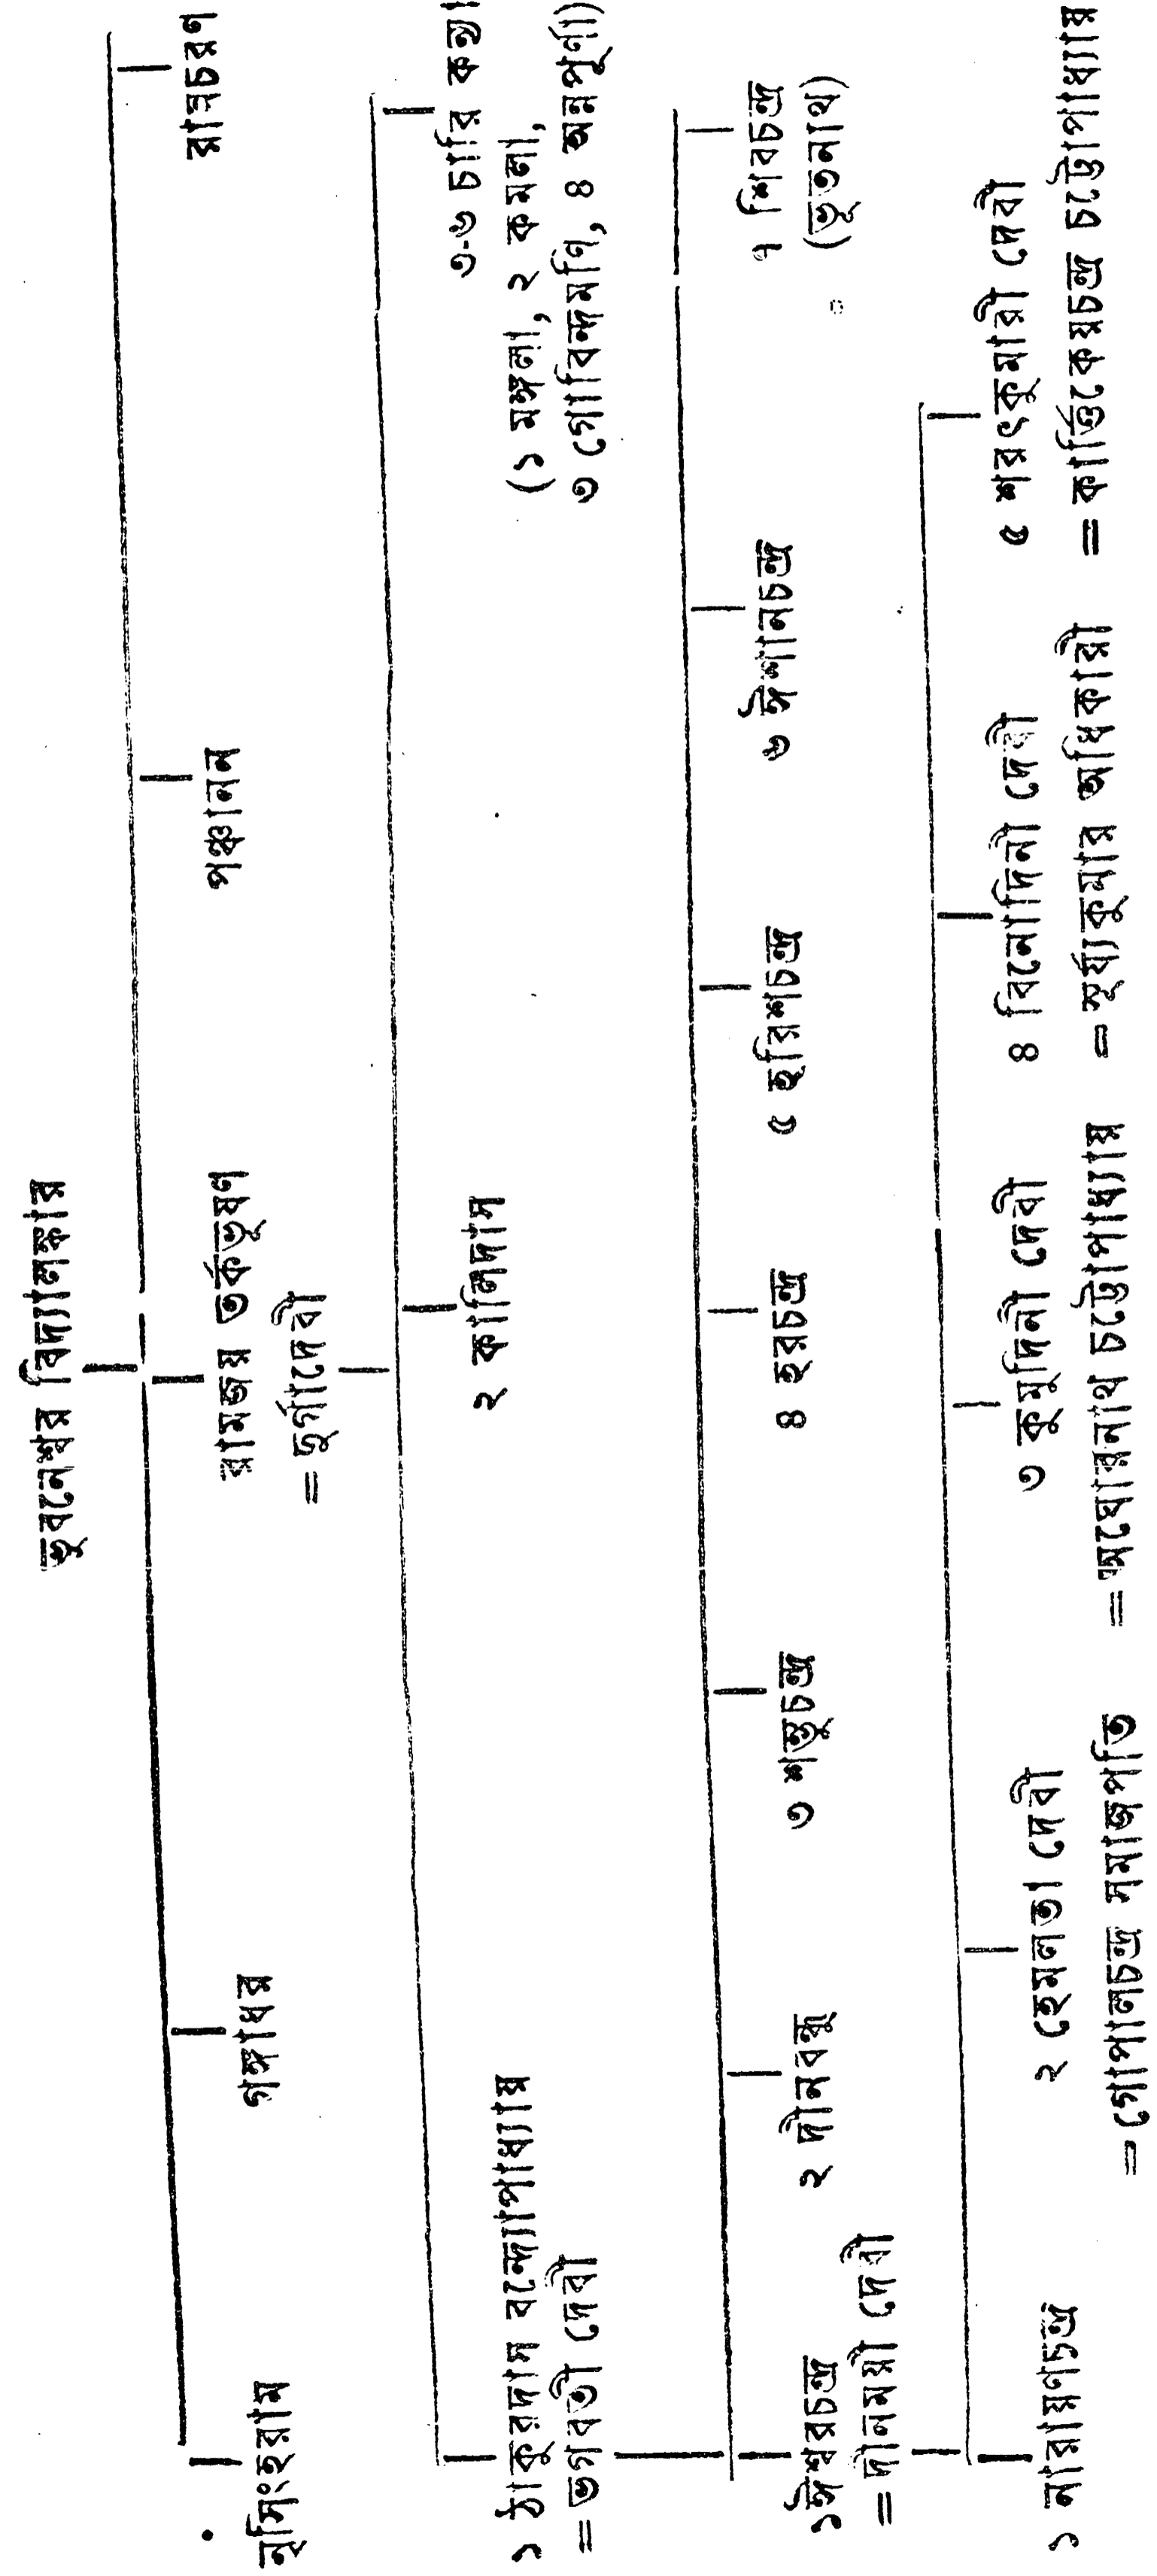 ভুবনেশ্বর বিদ্যালঙ্কার
নৃসিংহরাম গঙ্গাধর রামজয় তর্কভূষণ পঞ্চানন রামচরণ
=দুর্গাদেবী
১ ঠাকুরদাস বন্দ্যোপাধ্যায় ২ কালিদাস ৩-৬ চারি কন্যা
=ভগবতী দেবী (১ মঙ্গলা, ২ কমলা,
৩ গোবিন্দমণি, ৪ অন্নপূর্ণা)
১ঈশ্বরচন্দ্র ২ দীনবন্ধু ৩ শম্ভুচন্দ্র ৪ হরচন্দ্র ৫ হরিশচন্দ্র ৬ ঈশানচন্দ্র ৭ শিবচন্দ্র
=দীনময়ী দেবী (ভূতনাথ)
১ নারায়ণচন্দ্র ২ হেমলতা দেবী ৩ কুমুদিনী দেবী ৪ বিনোদিনী দেবী ৫ শরৎকুমারী দেবী
=গোপালচন্দ্র সমাজপতি =অঘোরনাথ চট্টোপাধ্যায় =সূর্য্যকুমার অধিকারী =কার্ত্তিকেয়চন্দ্র চট্টোপাধ্যায়